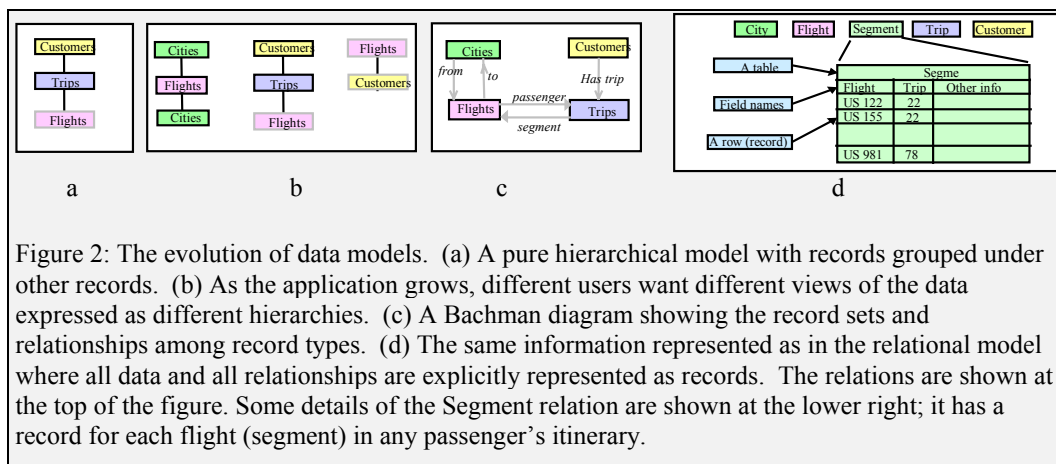 Customers
Trips
Flights
Cities
Flights
Cities
Customers
Trips
Flights
Flights
Customers
Cities
Customers
from
to
Has trip
passenger
Flights
Trips
segment
City Flight Segment Trip Customer
A table
Segme
Flight Trip Other info
Field names
US 122 22
US 155 22
A row (record)
US 981 78
a b c d
Figure 2: The evolution of data models. (a) A pure hierarchical model with records grouped under
other records. (b) As the application grows, different users want different views of the data
expressed as different hierarchies. (c) A Bachman diagram showing the record sets and
relationships among record types. (d) The same information represented as in the relational model
where all data and all relationships are explicitly represented as records. The relations are shown at
the top of the figure. Some details of the Segment relation are shown at the lower right; it has a
record for each flight (segment) in any passenger’s itinerary.